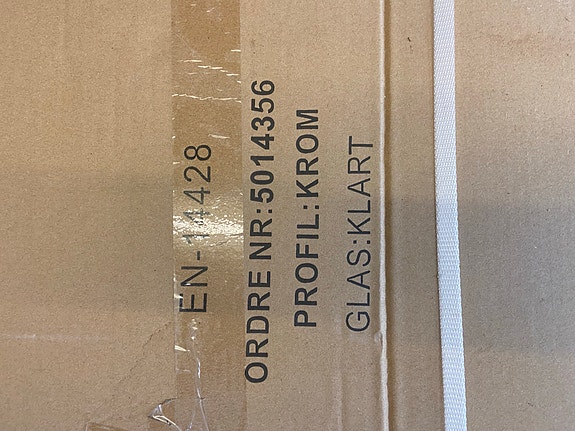 EN-14428
ORDRE NR:5014356
PROFIL:KROM
GLAS:KLART